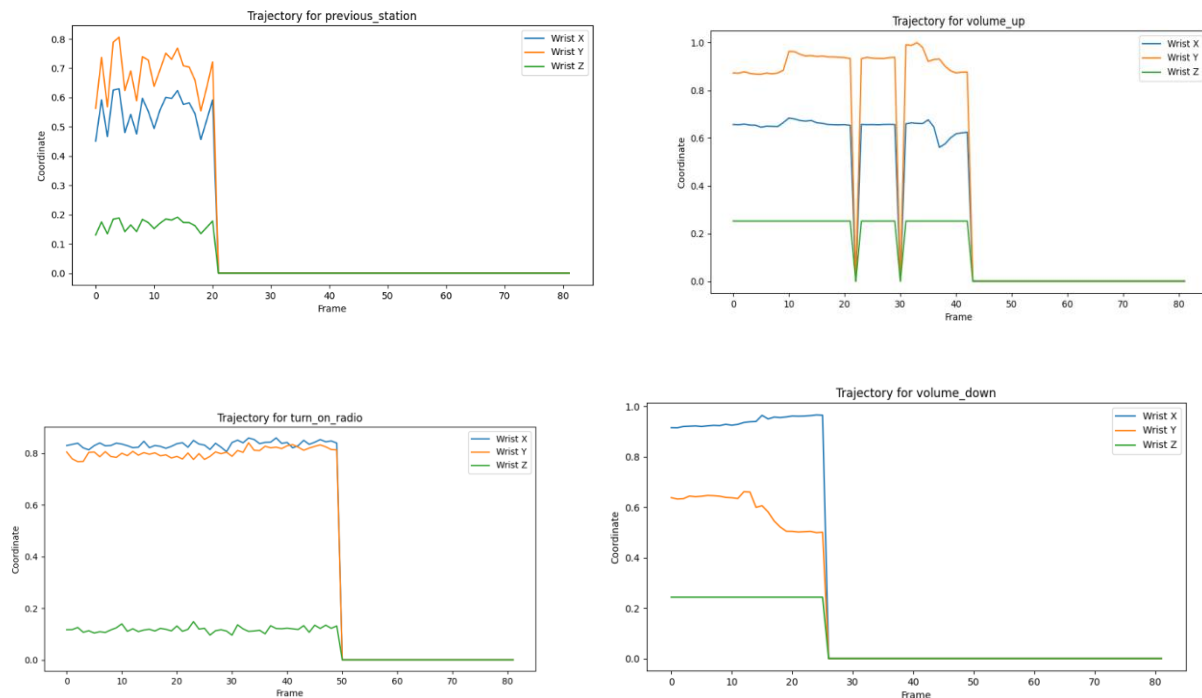 Trajectory for previous_station
Coordinate
0.8
0.7
0.6
0.5
0.4
0.3
0.2
0.1
0.0
Wrist X
Wrist Y
Wrist Z
0 10 20 30 40 50 60 70 80
Frame
Trajectory for volume_up
Coordinate
1.0
0.8
0.6
0.4
0.2
0.0
Wrist X
Wrist Y
Wrist Z
0 10 20 30 40 50 60 70 80
Frame
Trajectory for turn_on_radio
Coordinate
0.8
0.6
0.4
0.2
0.0
Wrist X
Wrist Y
Wrist Z
0 10 20 30 40 50 60 70 80
Frame
Trajectory for volume_down
Coordinate
1.0
0.8
0.6
0.4
0.2
0.0
Wrist X
Wrist Y
Wrist Z
0 10 20 30 40 50 60 70 80
Frame